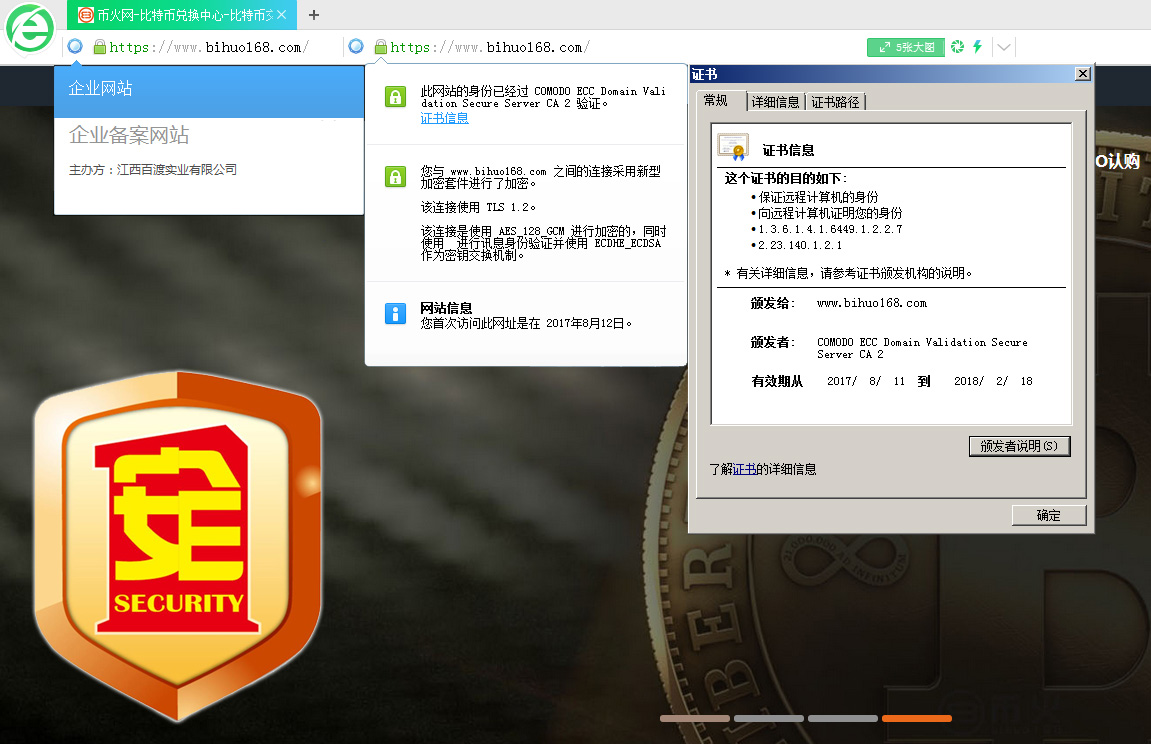 币火网-比特币兑换中心-比特币交
https://www.bihuo168.com/
https://www.bihuo168.com/
5张大图
企业网站
企业备案网站
主办方：江西百渡实业有限公司
此网站的身份已经过 COMODO ECC Domain Vali
dation Secure Server CA 2 验证。
证书信息
您与 www.bihuo168.com 之间的连接采用新型
加密套件进行了加密。
该连接使用 TLS 1.2。
该连接是使用 AES_128_GCM 进行加密的，同时
使用  进行讯息身份验证并使用 ECDHE_ECDSA
作为密钥交换机制。
网站信息
您首次访问此网址是在 2017年8月12日。
证书
常规 详细信息 证书路径
证书信息
这个证书的目的如下:
•保证远程计算机的身份
•向远程计算机证明您的身份
•1.3.6.1.4.1.6449.1.2.2.7
•2.23.140.1.2.1
* 有关详细信息，请参考证书颁发机构的说明。
颁发给: www.bihuo168.com
颁发者: COMODO ECC Domain Validation Secure
Server CA 2
有效期从 2017/ 8/ 11 到 2018/ 2/ 18
颁发者说明(S)
了解证书的详细信息
确定
O认购
安全
SECURITY
21,000,000
AD INFINITUM
BER
B